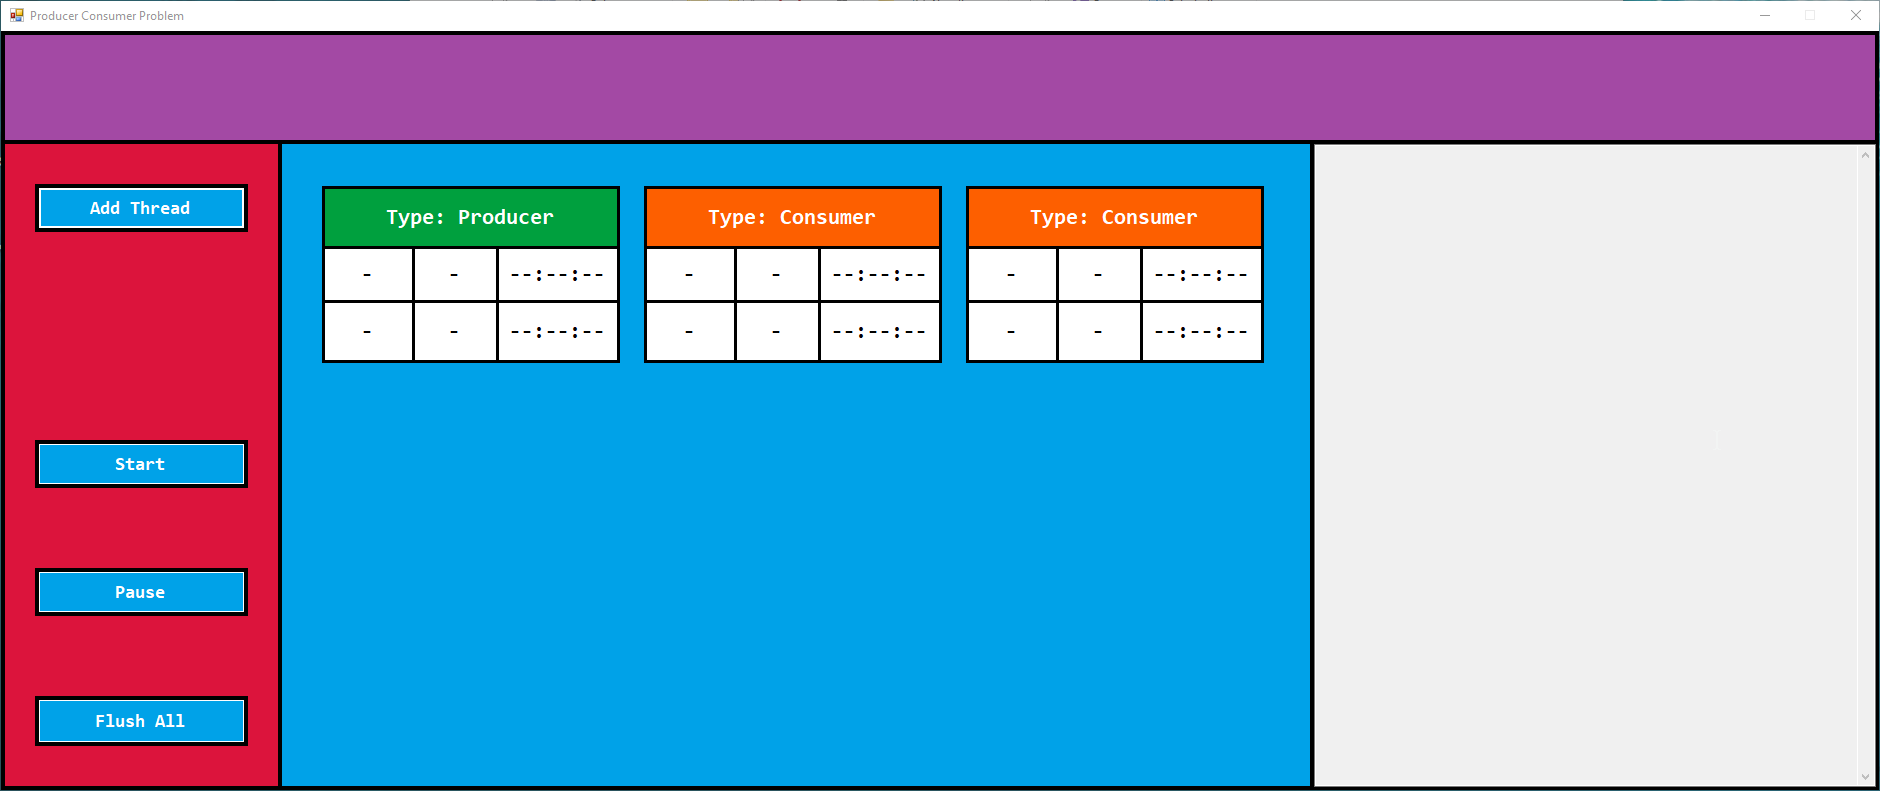 Producer Consumer Problem
Add Thread
Start
Pause
Flush All
Type: Producer
- - --:--:--
- - --:--:--
Type: Consumer
- - --:--:--
- - --:--:--
Type: Consumer
- - --:--:--
- - --:--:--